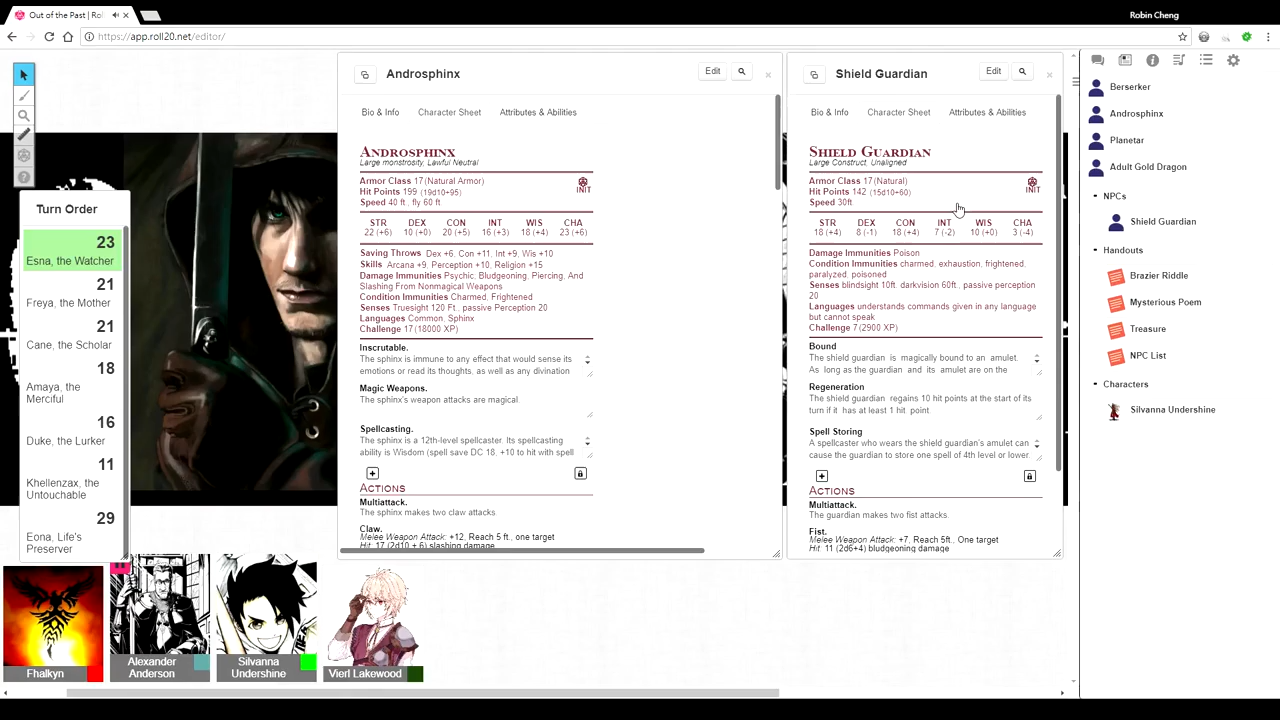 Out of the Past | Rol
Robin Cheng
https://app.roll20.net/editor/
Turn Order
23
Esna, the Watcher
21
Freya, the Mother
21
Cane, the Scholar
18
Amaya, the
Merciful
16
Duke, the Lurker
11
Khellenzax, the
Untouchable
29
Eona, Life's
Preserver
Androsphinx
Edit
Bio & Info
Character Sheet
Attributes & Abilities
ANDROSPHINX
Large monstrosity, Lawful Neutral
Armor Class 17 (Natural Armor)
Hit Points 199 (19d10+95)
Speed 40 ft , fly 60 ft
INIT
STR DEX CON INT WIS CHA
22 (+6) 10 (+0) 20 (+5) 16 (+3) 18 (+4) 23 (+6)
Saving Throws Dex +6, Con +11, Int +9, Wis +10
Skills Arcana +9, Perception +10, Religion +15
Damage Immunities Psychic, Bludgeoning, Piercing, And
Slashing From Nonmagical Weapons
Condition Immunities Charmed, Frightened
Senses Truesight 120 Ft., passive Perception 20
Languages Common, Sphinx
Challenge 17 (18000 XP)
Inscrutable.
The sphinx is immune to any effect that would sense its
emotions or read its thoughts, as well as any divination
Magic Weapons.
The sphinx's weapon attacks are magical.
Spellcasting.
The sphinx is a 12th-level spellcaster. Its spellcasting
ability is Wisdom (spell save DC 18, +10 to hit with spell
ACTIONS
Multiattack.
The sphinx makes two claw attacks.
Claw.
Melee Weapon Attack: +12, Reach 5 ft., one target
Hit: 17 (2d10 + 6) slashing damage
Shield Guardian
Edit
Bio & Info
Character Sheet
Attributes & Abilities
SHIELD GUARDIAN
Large Construct, Unaligned
Armor Class 17 (Natural)
Hit Points 142 (15d10+60)
Speed 30ft
INIT
STR DEX CON INT WIS CHA
18 (+4) 8 (-1) 18 (+4) 7 (-2) 10 (+0) 3 (-4)
Damage Immunities Poison
Condition Immunities charmed, exhaustion, frightened,
paralyzed, poisoned
Senses blindsight 10ft. darkvision 60ft., passive perception
20
Languages understands commands given in any language
but cannot speak
Challenge 7 (2900 XP)
Bound
The shield guardian is magically bound to an amulet.
As long as the guardian and its amulet are on the
Regeneration
The shield guardian regains 10 hit points at the start of its
turn if it has at least 1 hit point
Spell Storing
A spellcaster who wears the shield guardian's amulet can
cause the guardian to store one spell of 4th level or lower.
ACTIONS
Multiattack.
The guardian makes two fist attacks.
Fist.
Melee Weapon Attack: +7, Reach 5ft., One target
Hit: 11 (2d6+4) bludgeoning damage
Berserker
Androsphinx
Planetar
Adult Gold Dragon
NPCs
Shield Guardian
Handouts
Brazier Riddle
Mysterious Poem
Treasure
NPC List
Characters
Silvanna Undershine
Fhalkyn
Alexander
Anderson
Silvanna
Undershine
Vierl Lakewood